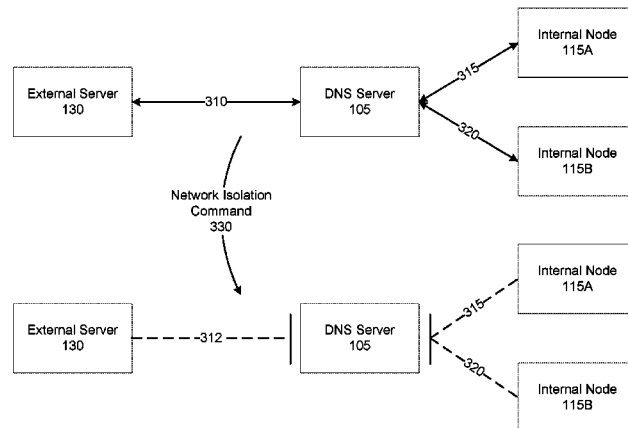 Internal Node
115A
315
External Server
130
310
DNS Server
105
320
Internal Node
115B
Network Isolation
Command
330
Internal Node
115A
315
External Server
130
312
DNS Server
105
320
Internal Node
115B